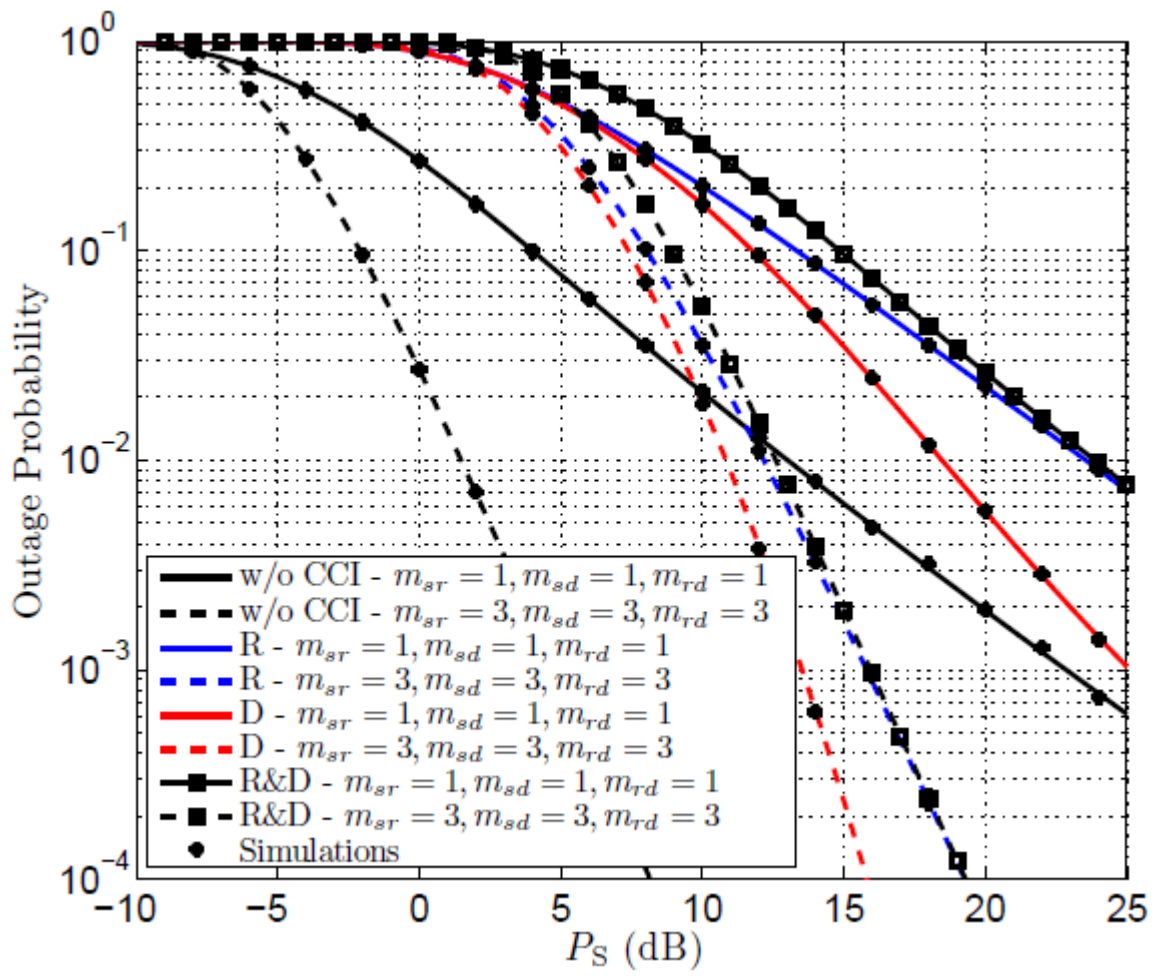 10^0
10^-1
10^-2
10^-3
10^-4
Outage Probability
w/o CCI - m_sr = 1, m_sd = 1, m_rd = 1
w/o CCI - m_sr = 3, m_sd = 3, m_rd = 3
R - m_sr = 1, m_sd = 1, m_rd = 1
R - m_sr = 3, m_sd = 3, m_rd = 3
D - m_sr = 1, m_sd = 1, m_rd = 1
D - m_sr = 3, m_sd = 3, m_rd = 3
R&D - m_sr = 1, m_sd = 1, m_rd = 1
R&D - m_sr = 3, m_sd = 3, m_rd = 3
Simulations
−10 −5 0 5 10 15 20 25
P_S (dB)